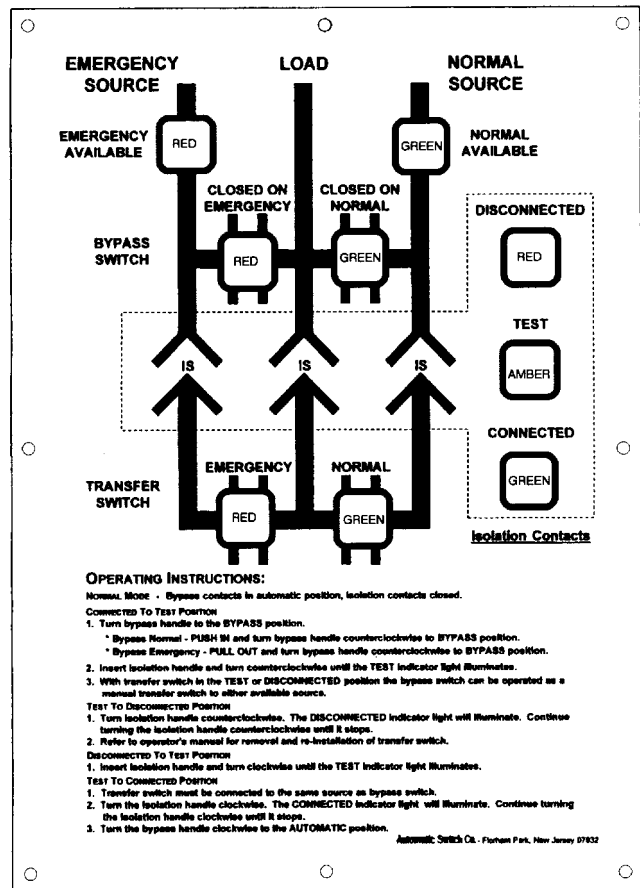 EMERGENCY SOURCE
LOAD
NORMAL SOURCE
EMERGENCY AVAILABLE
RED
GREEN
NORMAL AVAILABLE
CLOSED ON EMERGENCY
CLOSED ON NORMAL
DISCONNECTED
BYPASS SWITCH
RED
GREEN
RED
TEST
IS
IS
IS
AMBER
CONNECTED
EMERGENCY
NORMAL
TRANSFER SWITCH
RED
GREEN
GREEN
Isolation Contacts
OPERATING INSTRUCTIONS:
NORMAL MODE - Bypass contacts in automatic position, isolation contacts closed.
CONNECTED TO TEST POSITION
1. Turn bypass handle to the BYPASS position.
* Bypass Normal - PUSH IN and turn bypass handle counterclockwise to BYPASS position.
* Bypass Emergency - PULL OUT and turn bypass handle counterclockwise to BYPASS position.
2. Insert isolation handle and turn counterclockwise until the TEST indicator light illuminates.
3. With transfer switch in the TEST or DISCONNECTED position the bypass switch can be operated as a
manual transfer switch to either available source.
TEST TO DISCONNECTED POSITION
1. Turn isolation handle counterclockwise. The DISCONNECTED indicator light will illuminate. Continue
turning the isolation handle counterclockwise until it stops.
2. Refer to operator's manual for removal and re-installation of transfer switch.
DISCONNECTED TO TEST POSITION
1. Insert isolation handle and turn clockwise until the TEST indicator light illuminates.
TEST TO CONNECTED POSITION
1. Transfer switch must be connected to the same source as bypass switch.
2. Turn the isolation handle clockwise. The CONNECTED indicator light will illuminate. Continue turning
the isolation handle clockwise until it stops.
3. Turn the bypass handle clockwise to the AUTOMATIC position.
Automatic Switch Co. - Florham Park, New Jersey 07932